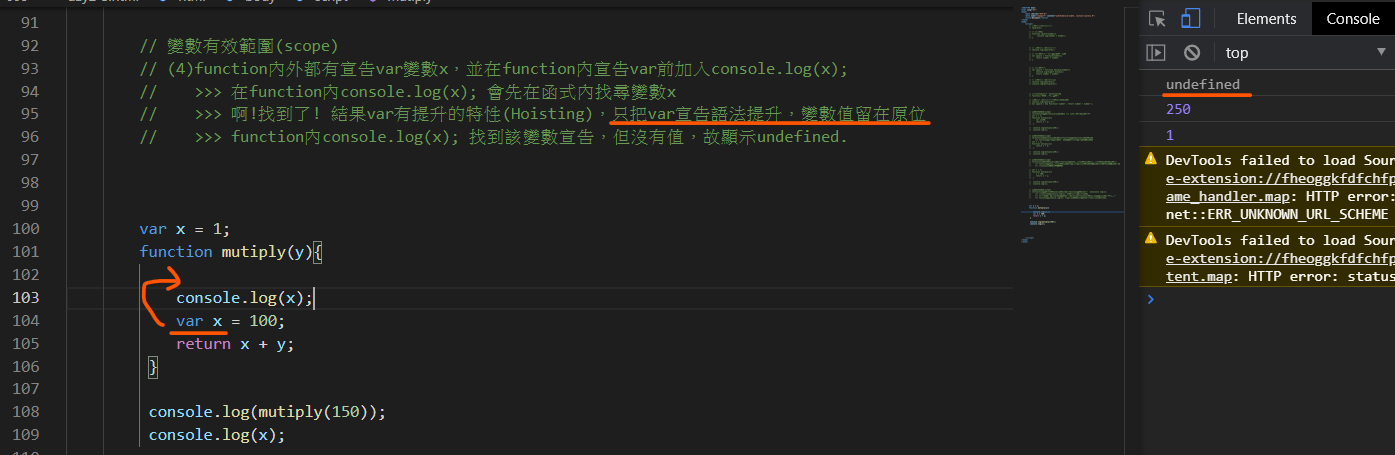 91
92 // 變數有效範圍(scope)
93 // (4)function內外都有宣告var變數x，並在function內宣告var前加入console.log(x);
94 //    >>> 在function內console.log(x); 會先在函式內找尋變數x
95 //    >>> 啊!找到了! 結果var有提升的特性(Hoisting)，只把var宣告語法提升，變數值留在原位
96 //    >>> function內console.log(x); 找到該變數宣告，但沒有值，故顯示undefined.
97
98
99
100 var x = 1;
101 function mutiply(y){
102
103 console.log(x);
104 var x = 100;
105 return x + y;
106 }
107
108 console.log(mutiply(150));
109 console.log(x);
Elements Console
top
undefined
250
1
DevTools failed to load Sour
e-extension://fheoggkfdfchfp
ame_handler.map: HTTP error:
net::ERR_UNKNOWN_URL_SCHEME
DevTools failed to load Sour
e-extension://fheoggkfdfchfp
tent.map: HTTP error: status